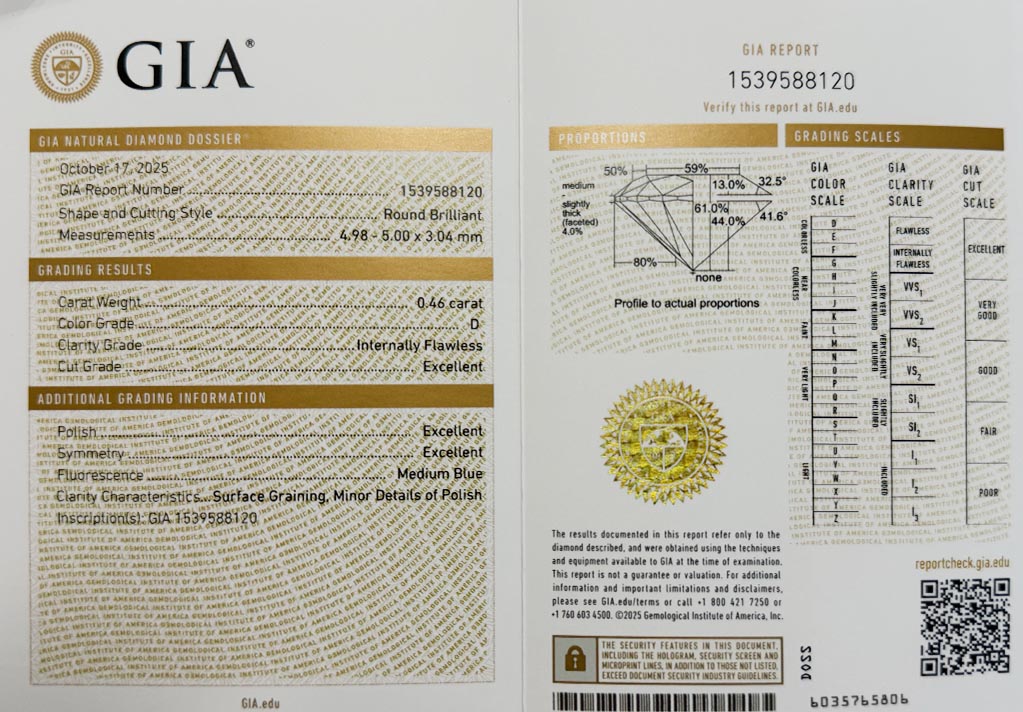 GIA®
GIA NATURAL DIAMOND DOSSIER®
October 17, 2025
GIA Report Number 1539588120
Shape and Cutting Style Round Brilliant
Measurements 4.98 - 5.00 x 3.04 mm
GRADING RESULTS
Carat Weight 0.46 carat
Color Grade D
Clarity Grade Internally Flawless
Cut Grade Excellent
ADDITIONAL GRADING INFORMATION
Polish Excellent
Symmetry Excellent
Fluorescence Medium Blue
Clarity Characteristics Surface Graining, Minor Details of Polish
Inscription(s): GIA 1539588120
GIA.edu
GIA REPORT
1539588120
Verify this report at GIA.edu
PROPORTIONS
50%
59%
medium
13.0%
32.5°
slightly
thick
(faceted)
4.0%
61.0%
44.0%
41.6°
80%
none
Profile to actual proportions
GRADING SCALES
GIA
COLOR
SCALE
COLORLESS
D
E
F
NEAR
COLORLESS
G
H
I
J
FAINT
K
L
M
VERY LIGHT
N
O
P
Q
R
LIGHT
S
T
U
V
W
X
Y
Z
GIA
CLARITY
SCALE
FLAWLESS
INTERNALLY
FLAWLESS
VERY VERY
SLIGHTLY INCLUDED
VVS1
VVS2
VERY SLIGHTLY
INCLUDED
VS1
VS2
SLIGHTLY
INCLUDED
SI1
SI2
INCLUDED
I1
I2
I3
GIA
CUT
SCALE
EXCELLENT
VERY
GOOD
GOOD
FAIR
POOR
The results documented in this report refer only to the
diamond described, and were obtained using the techniques
and equipment available to GIA at the time of examination.
This report is not a guarantee or valuation. For additional
information and important limitations and disclaimers,
please see GIA.edu/terms or call +1 800 421 7250 or
+1 760 603 4500. ©2025 Gemological Institute of America, Inc.
THE SECURITY FEATURES IN THIS DOCUMENT,
INCLUDING THE HOLOGRAM, SECURITY SCREEN AND
MICROPRINT LINES, IN ADDITION TO THOSE NOT LISTED,
EXCEED DOCUMENT SECURITY INDUSTRY GUIDELINES.
reportcheck.gia.edu
D022
6035765806